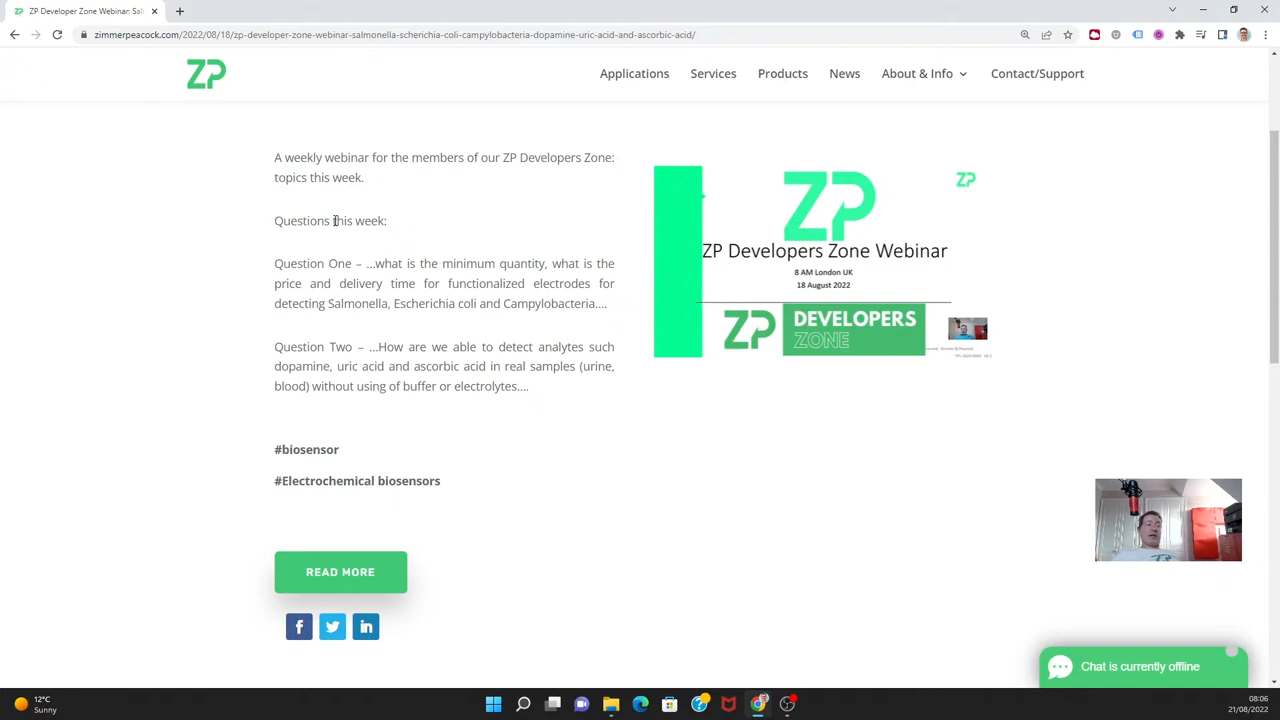 ZP Developer Zone Webinar: Sal
zimmerpeacock.com/2022/08/18/zp-developer-zone-webinar-salmonella-scherichia-coli-campylobacteria-dopamine-uric-acid-and-ascorbic-acid/
ZP
Applications
Services
Products
News
About & Info
Contact/Support
A weekly webinar for the members of our ZP Developers Zone:
topics this week.
Questions this week:
Question One – …what is the minimum quantity, what is the
price and delivery time for functionalized electrodes for
detecting Salmonella, Escherichia coli and Campylobacteria….
Question Two – …How are we able to detect analytes such
dopamine, uric acid and ascorbic acid in real samples (urine,
blood) without using of buffer or electrolytes….
#biosensor
#Electrochemical biosensors
READ MORE
ZP
ZP
ZP Developers Zone Webinar
8 AM London UK
18 August 2022
ZP
DEVELOPERS
ZONE
Chat is currently offline
12°C
Sunny
08:06
21/08/2022